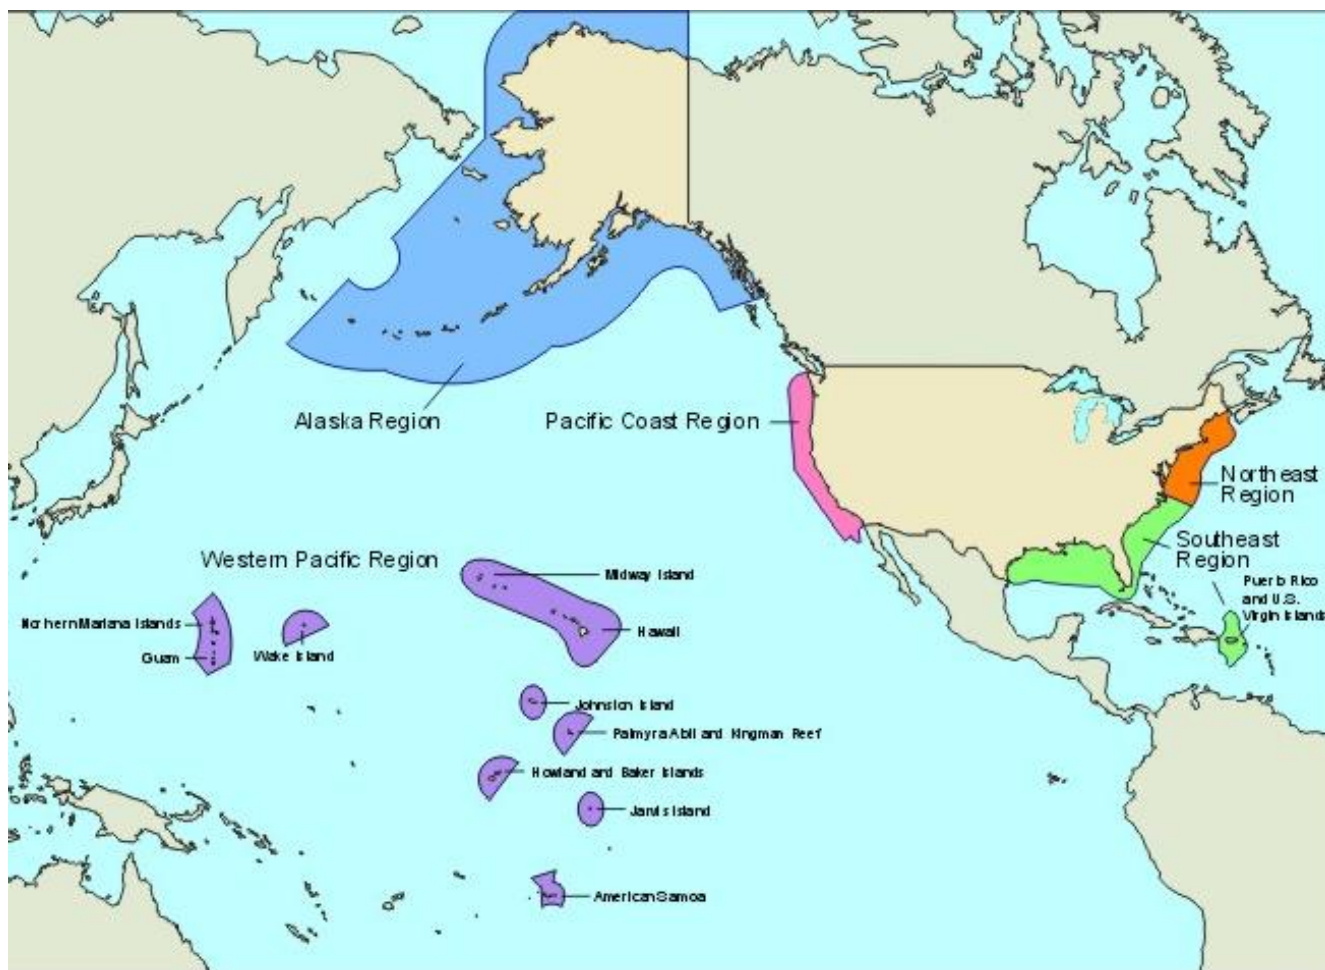 Alaska Region
Pacific Coast Region
Northeast
Region
Southeast
Region
Puerto Rico
and U.S.
Virgin Islands
Western Pacific Region
Midway Island
Northern Mariana Islands
Hawaii
Guam
Wake Island
Johnston Island
Palmyra Atoll and Kingman Reef
Howland and Baker Islands
Jarvis Island
American Samoa